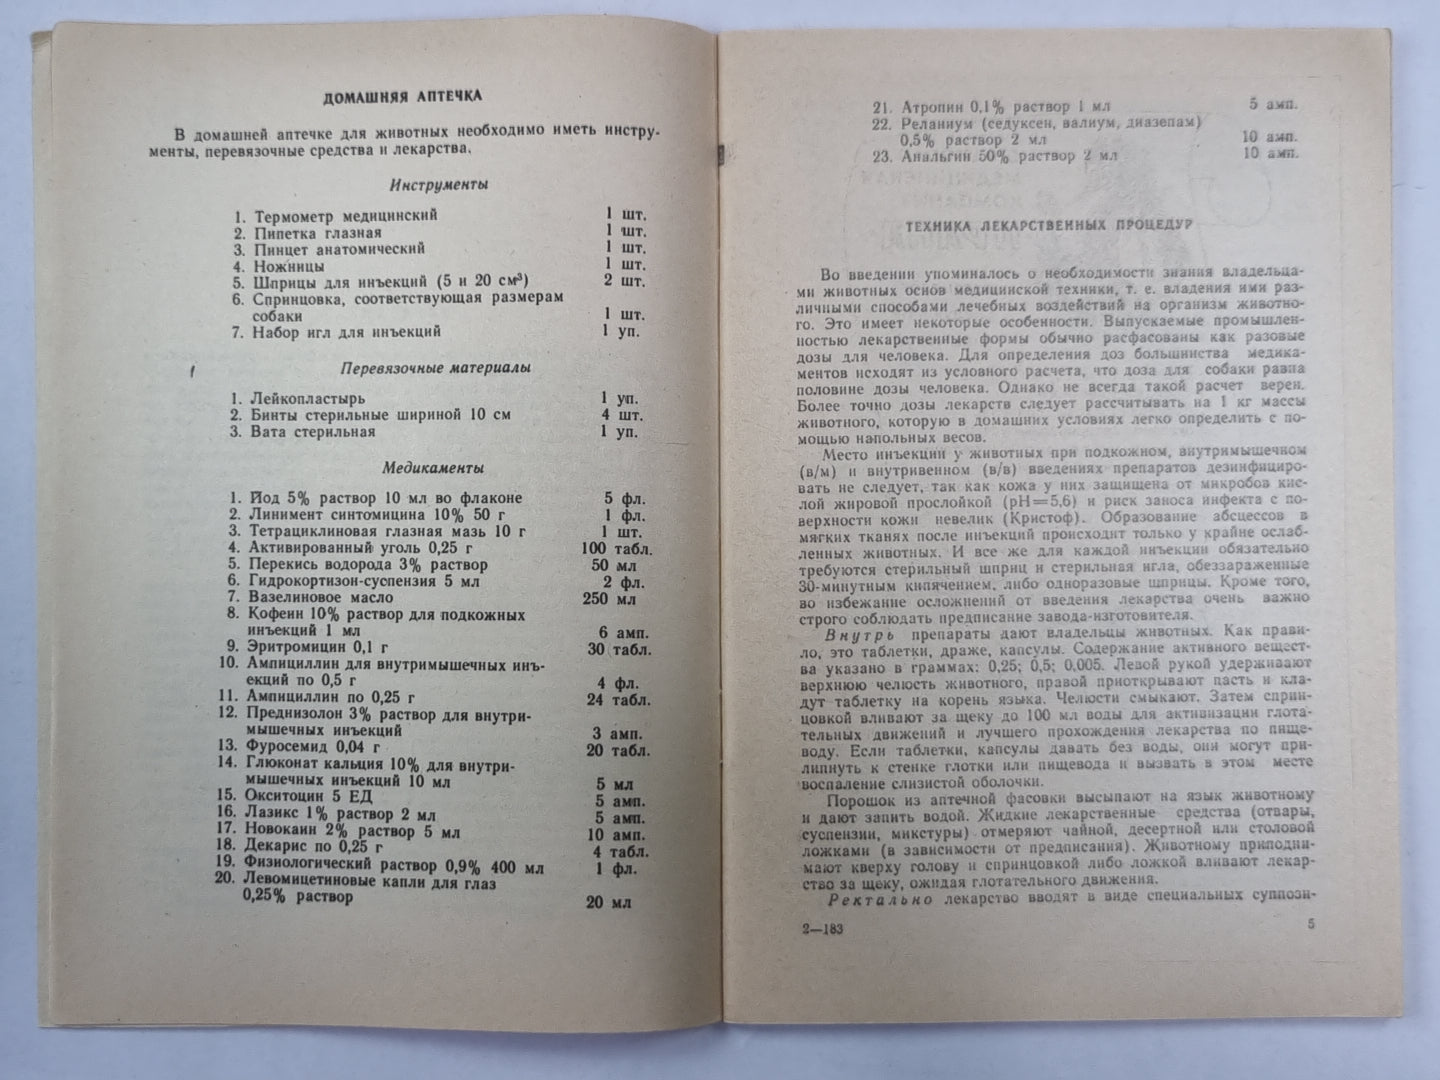 ДОМАШНЯЯ АПТЕЧКА
В домашней аптечке для животных необходимо иметь инстру-
менты, перевязочные средства и лекарства.
Инструменты
1. Термометр медицинский 1 шт.
2. Пипетка глазная 1 шт.
3. Пинцет анатомический 1 шт.
4. Ножницы 1 шт.
5. Шприцы для инъекций (5 и 20 см³) 2 шт.
6. Спринцовка, соответствующая размерам
собаки 1 шт.
7. Набор игл для инъекций 1 уп.
Перевязочные материалы
1. Лейкопластырь 1 уп.
2. Бинты стерильные шириной 10 см 4 шт.
3. Вата стерильная 1 уп.
Медикаменты
1. Йод 5% раствор 10 мл во флаконе 5 фл.
2. Линимент синтомицина 10% 50 г 1 фл.
3. Тетрациклиновая глазная мазь 10 г 1 шт.
4. Активированный уголь 0,25 г 100 табл.
5. Перекись водорода 3% раствор 50 мл
6. Гидрокортизон-суспензия 5 мл 2 фл.
7. Вазелиновое масло 250 мл
8. Кофеин 10% раствор для подкожных
инъекций 1 мл 6 амп.
9. Эритромицин 0,1 г 30 табл.
10. Ампициллин для внутримышечных инъ-
екций по 0,5 г 4 фл.
11. Ампициллин по 0,25 г 24 табл.
12. Преднизолон 3% раствор для внутри-
мышечных инъекций 3 амп.
13. Фуросемид 0,04 г 20 табл.
14. Глюконат кальция 10% для внутри-
мышечных инъекций 10 мл 5 мл
15. Окситоцин 5 ЕД 5 амп.
16. Лазикс 1% раствор 2 мл 5 амп.
17. Новокаин 2% раствор 5 мл 10 амп.
18. Декарис по 0,25 г 4 табл.
19. Физиологический раствор 0,9% 400 мл 1 фл.
20. Левомицетиновые капли для глаз
0,25% раствор 20 мл
21. Атропин 0,1% раствор 1 мл 5 амп.
22. Реланиум (седуксен, валиум, диазепам)
0,5% раствор 2 мл 10 амп.
23. Анальгин 50% раствор 2 мл 10 амп.
ТЕХНИКА ЛЕКАРСТВЕННЫХ ПРОЦЕДУР
Во введении упоминалось о необходимости знания владельца-
ми животных основ медицинской техники, т. е. владения ими раз-
личными способами лечебных воздействий на организм животно-
го. Это имеет некоторые особенности. Выпускаемые промышлен-
ностью лекарственные формы обычно расфасованы как разовые
дозы для человека. Для определения доз большинства медика-
ментов исходят из условного расчета, что доза для собаки равна
половине дозы человека. Однако не всегда такой расчет верен.
Более точно дозы лекарств следует рассчитывать на 1 кг массы
животного, которую в домашних условиях легко определить с по-
мощью напольных весов.
Место инъекции у животных при подкожном, внутримышечном
(в/м) и внутривенном (в/в) введениях препаратов дезинфициро-
вать не следует, так как кожа у них защищена от микробов кис-
лой жировой прослойкой (pH=5,6) и риск заноса инфекта с по-
верхности кожи невелик (Кристоф). Образование абсцессов в
мягких тканях после инъекций происходит только у крайне ослаб-
ленных животных. И все же для каждой инъекции обязательно
требуются стерильный шприц и стерильная игла, обеззараженные
30-минутным кипячением, либо одноразовые шприцы. Кроме того,
во избежание осложнений от введения лекарства очень важно
строго соблюдать предписание завода-изготовителя.
Внутрь препараты дают владельцы животных. Как прави-
ло, это таблетки, драже, капсулы. Содержание активного вещест-
ва указано в граммах: 0,25; 0,5; 0,005. Левой рукой удерживают
верхнюю челюсть животного, правой приоткрывают пасть и кла-
дут таблетку на корень языка. Челюсти смыкают. Затем сприн-
цовкой вливают за щеку до 100 мл воды для активизации глота-
тельных движений и лучшего прохождения лекарства по пище-
воду. Если таблетки, капсулы давать без воды, они могут при-
липнуть к стенке глотки или пищевода и вызвать в этом месте
воспаление слизистой оболочки.
Порошок из аптечной фасовки высыпают на язык животному
и дают запить водой. Жидкие лекарственные средства (отвары,
суспензии, микстуры) отмеряют чайной, десертной или столовой
ложками (в зависимости от предписания). Животному приподни-
мают кверху голову и спринцовкой либо ложкой вливают лекар-
ство за щеку, ожидая глотательного движения.
Ректально лекарство вводят в виде специальных суппози-
2—183 5